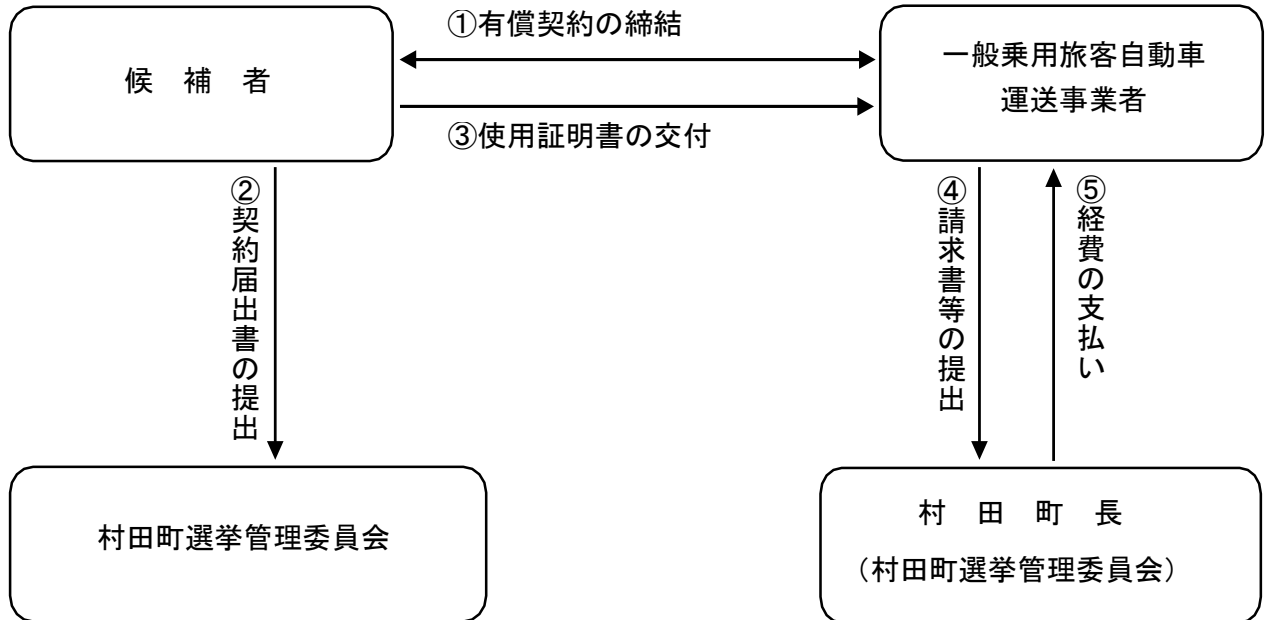 ①有償契約の締結
候　補　者
一般乗用旅客自動車
運送事業者
③使用証明書の交付
②契約届出書の提出
④請求書等の提出
⑤経費の支払い
村田町選挙管理委員会
村　田　町　長
（村田町選挙管理委員会）